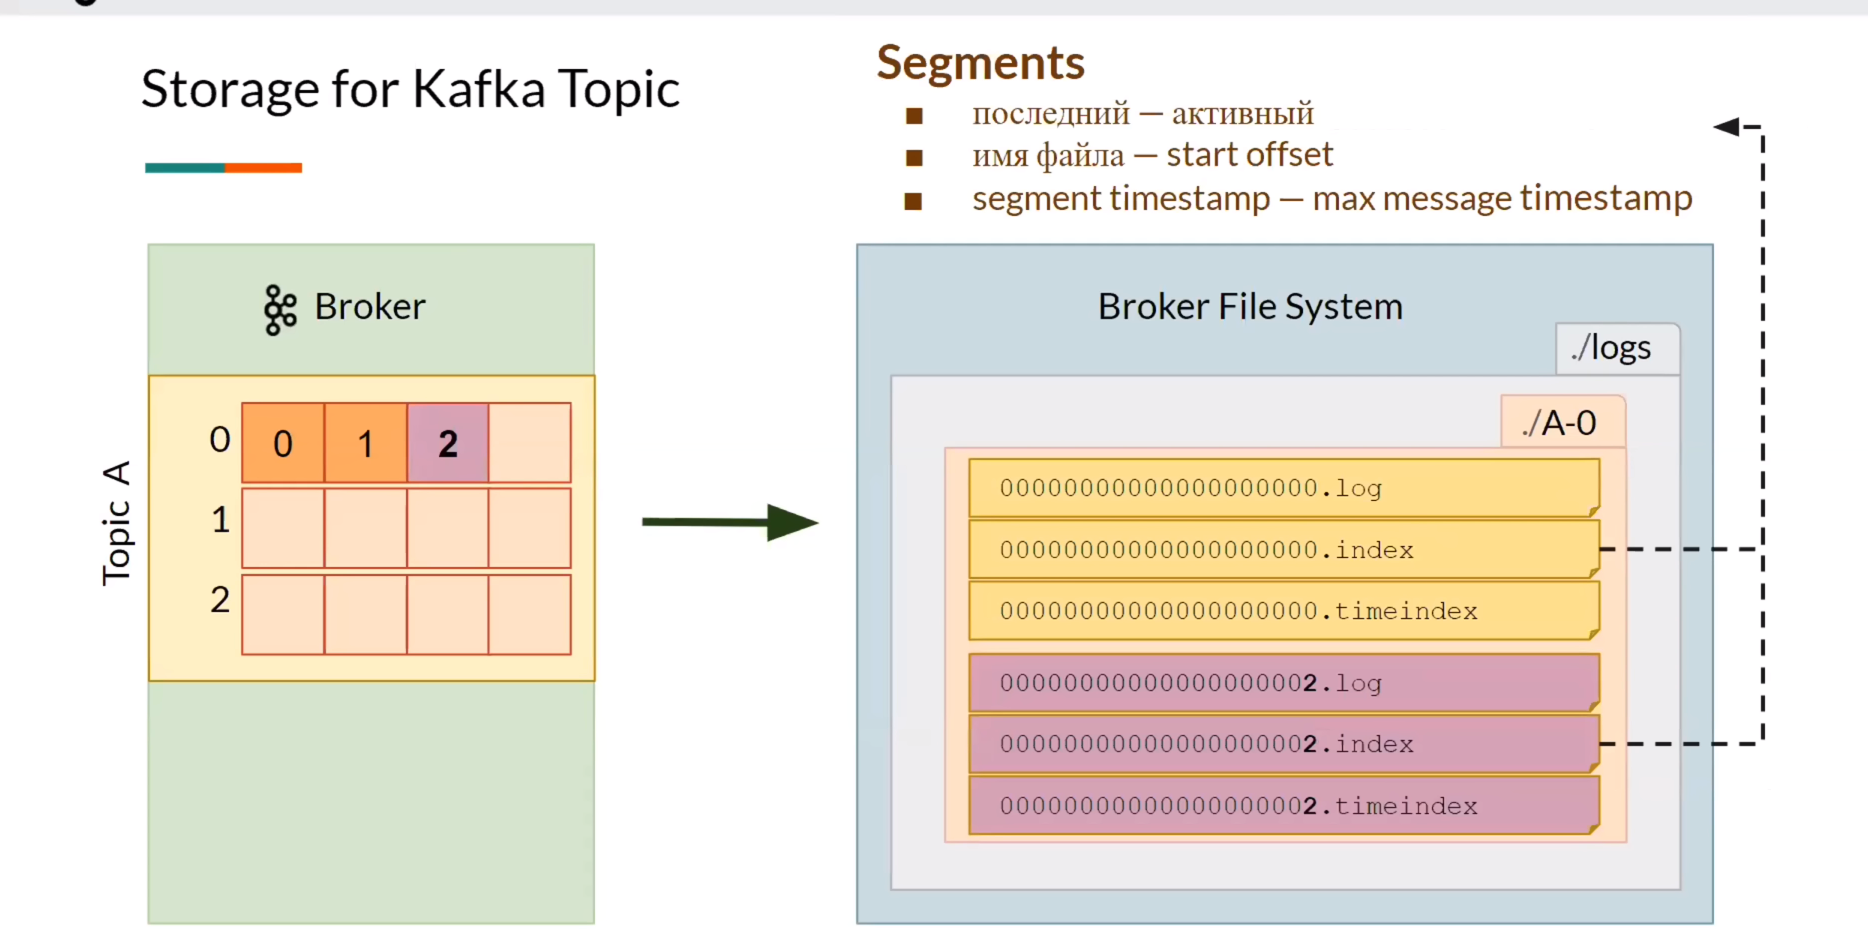 Storage for Kafka Topic
Segments
■ последний — активный
■ имя файла — start offset
■ segment timestamp — max message timestamp
Broker
Topic A
0 0 1 2
1
2
Broker File System
./logs
./A-0
00000000000000000000.log
00000000000000000000.index
00000000000000000000.timeindex
00000000000000000002.log
00000000000000000002.index
00000000000000000002.timeindex